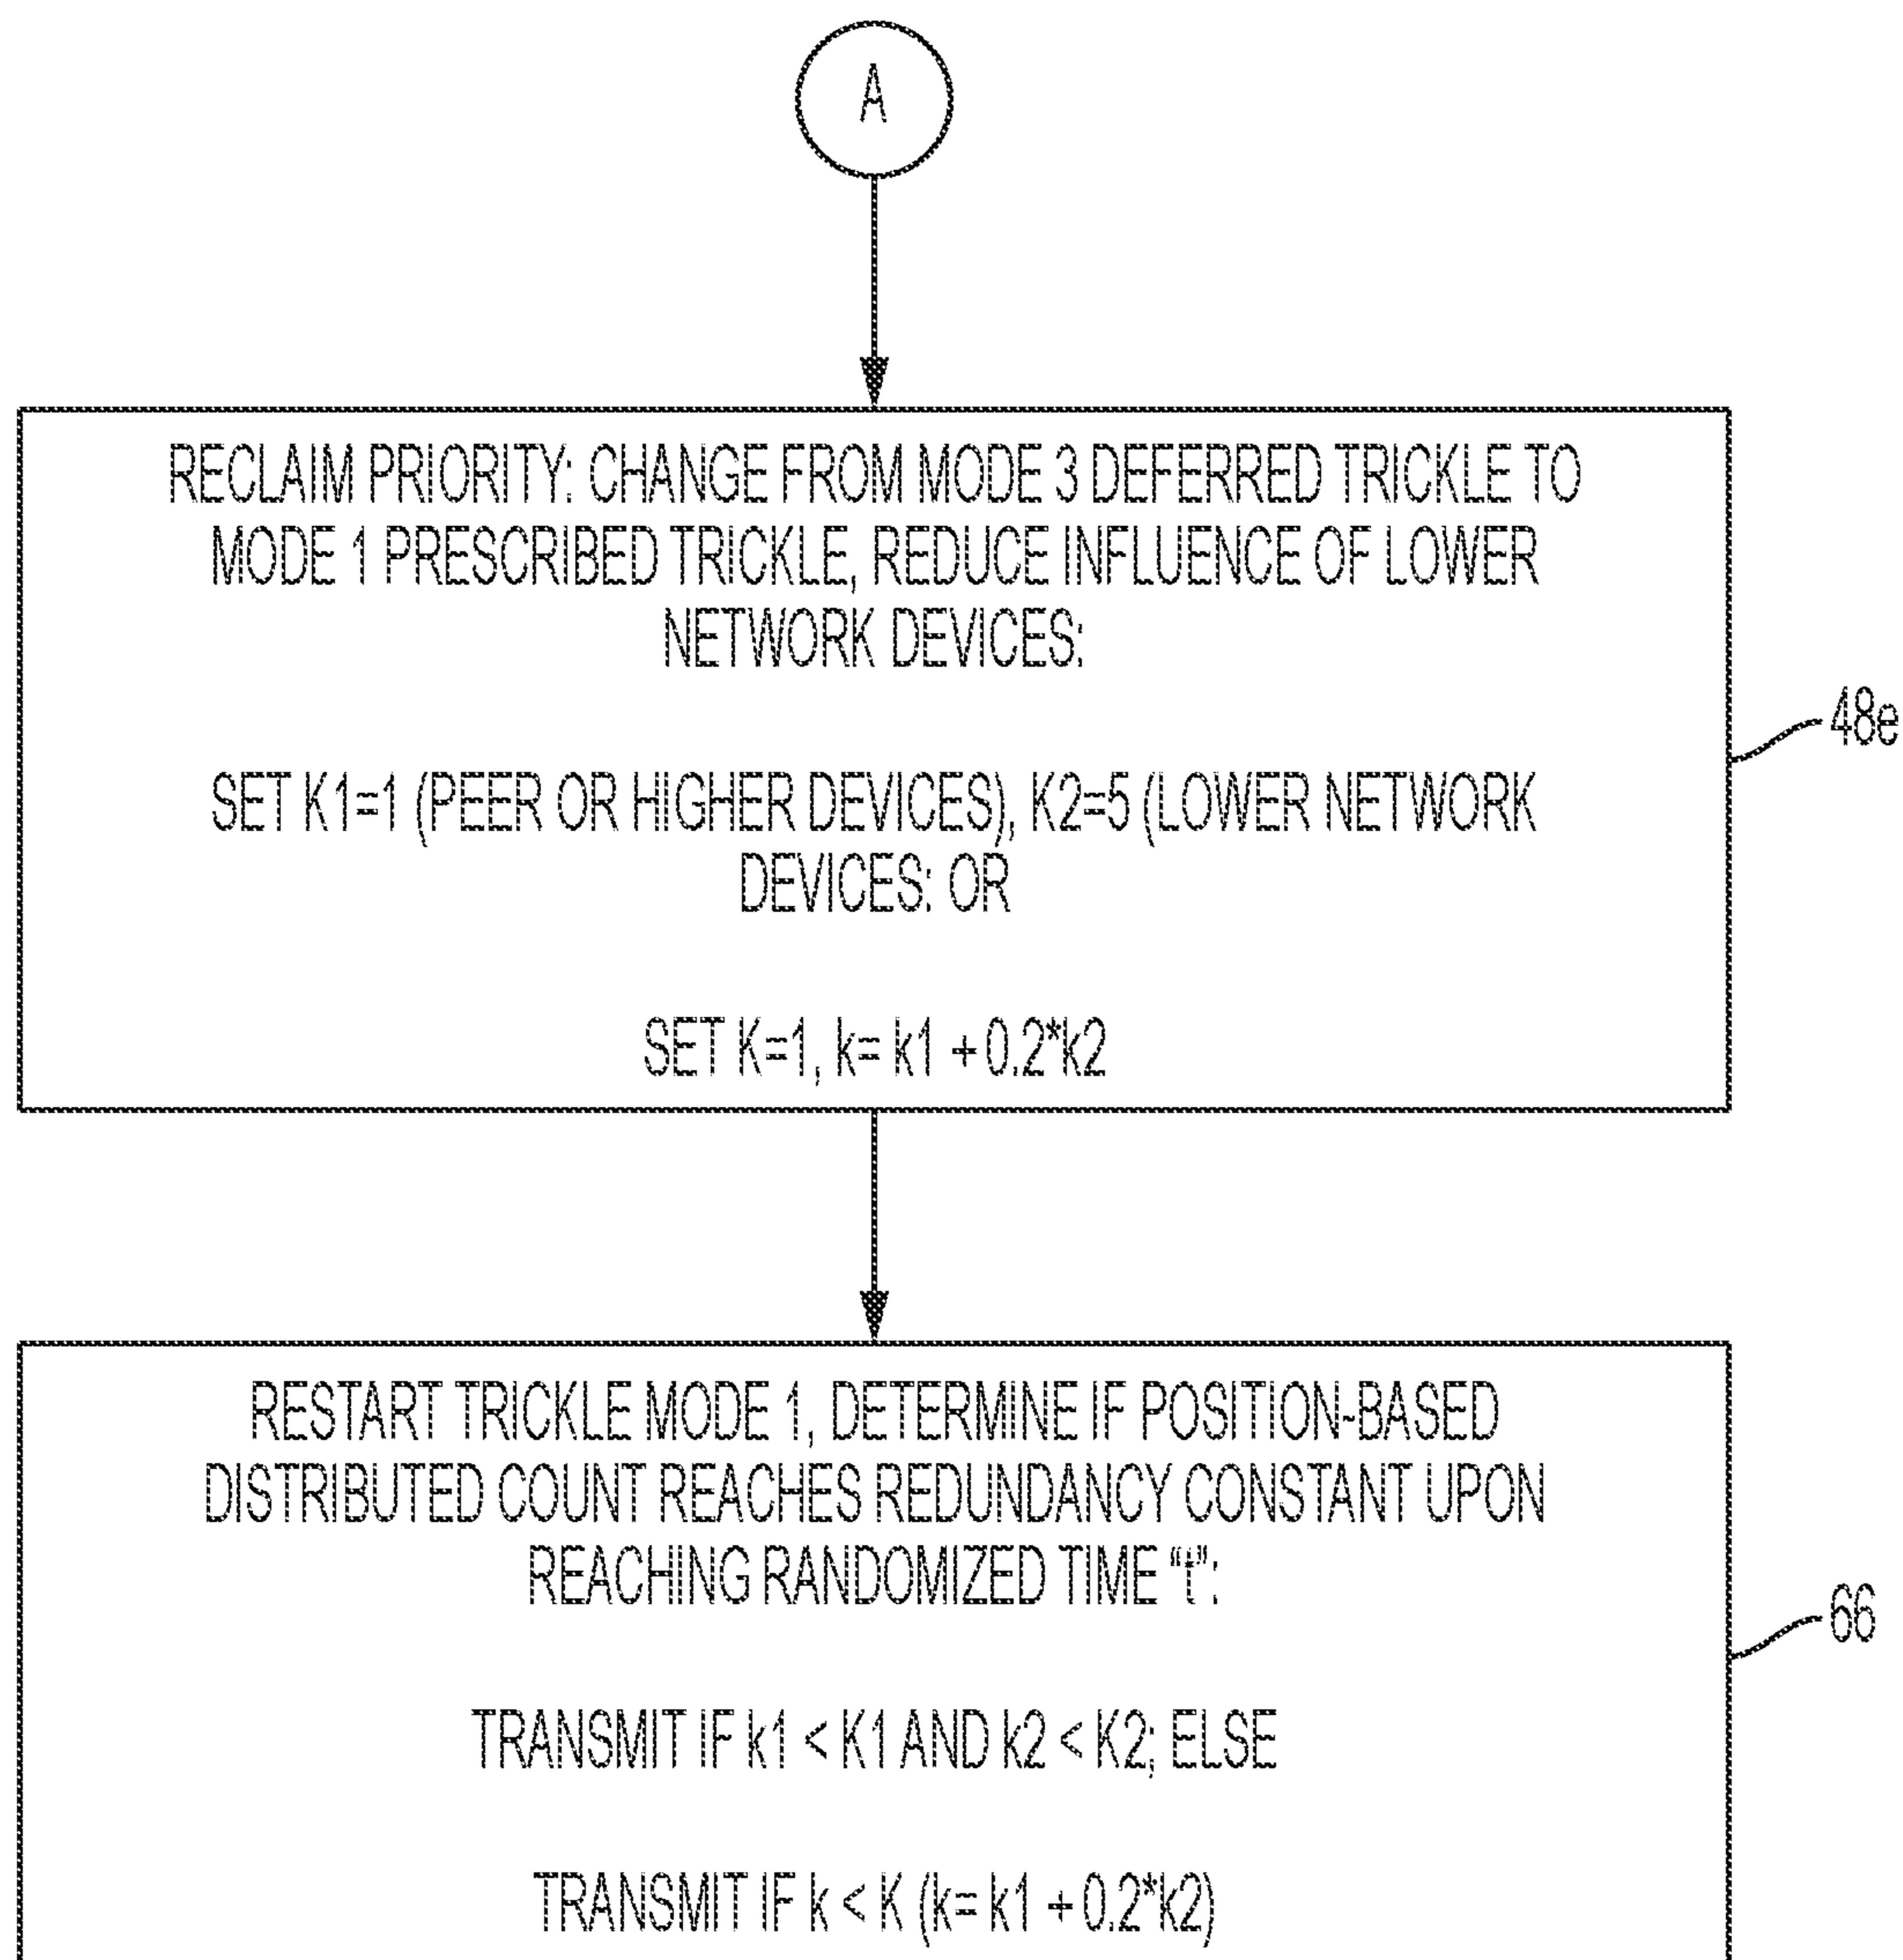 A
RECLAIM PRIORITY: CHANGE FROM MODE 3 DEFERRED TRICKLE TO
MODE 1 PRESCRIBED TRICKLE, REDUCE INFLUENCE OF LOWER
NETWORK DEVICES:
SET K1=1 (PEER OR HIGHER DEVICES), K2=5 (LOWER NETWORK
DEVICES: OR
SET K=1, k= k1 + 0.2*k2
48e
RESTART TRICKLE MODE 1, DETERMINE IF POSITION-BASED
DISTRIBUTED COUNT REACHES REDUNDANCY CONSTANT UPON
REACHING RANDOMIZED TIME “t”:
TRANSMIT IF k1 < K1 AND k2 < K2; ELSE
TRANSMIT IF k < K (k= k1 + 0.2*k2)
66